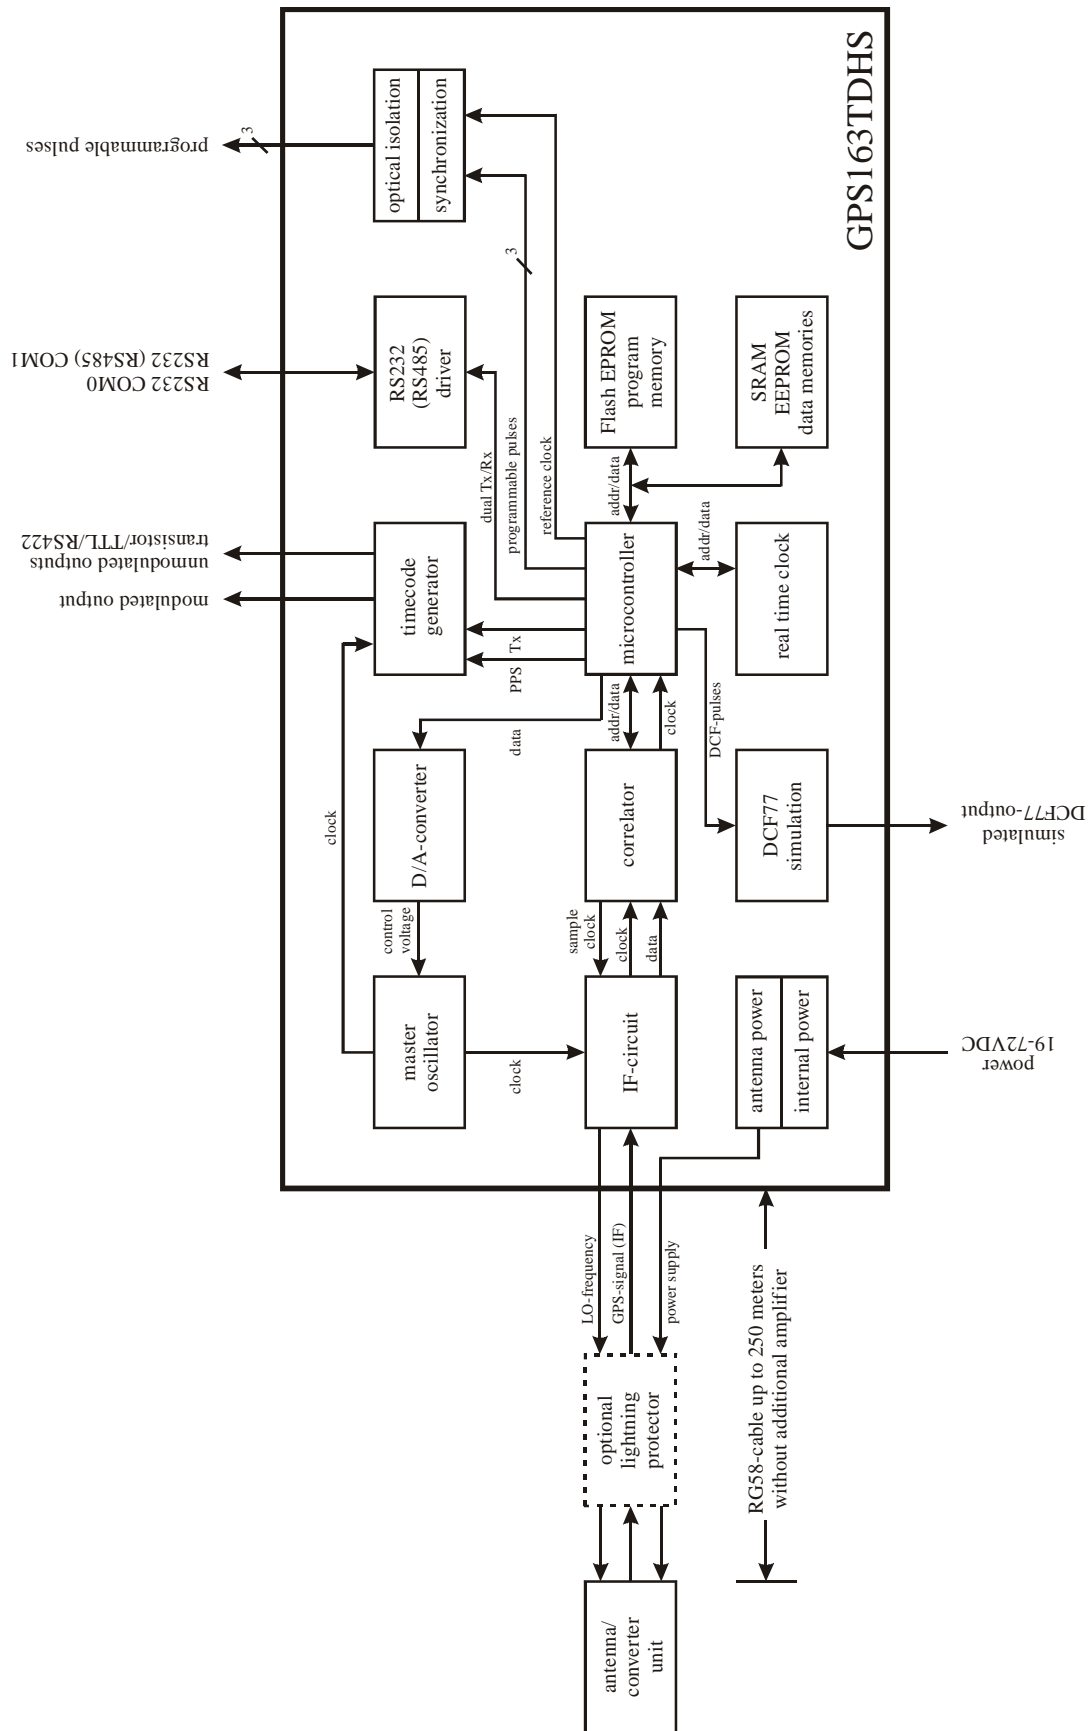 programmable pulses
3
optical isolation
synchronization
GPS163TDHS
RS232 (RS485) COM1
RS232 COM0
RS232
(RS485)
driver
dual Tx/Rx
programmable pulses
3
reference clock
Flash EPROM
program
memory
SRAM
EEPROM
data memories
addr/data
unmodulated outputs
transistor/TTL/RS422
modulated output
timecode
generator
PPS
Tx
microcontroller
addr/data
real time clock
clock
data
addr/data
clock
DCF-pulses
D/A-converter
correlator
DCF77
simulation
simulated
DCF77-output
control
voltage
sample
clock
clock
data
master
oscillator
clock
IF-circuit
antenna power
internal power
power
19-72VDC
LO-frequency
GPS-signal (IF)
power supply
optional
lightning
protector
RG58-cable up to 250 meters
without additional amplifier
antenna/
converter
unit